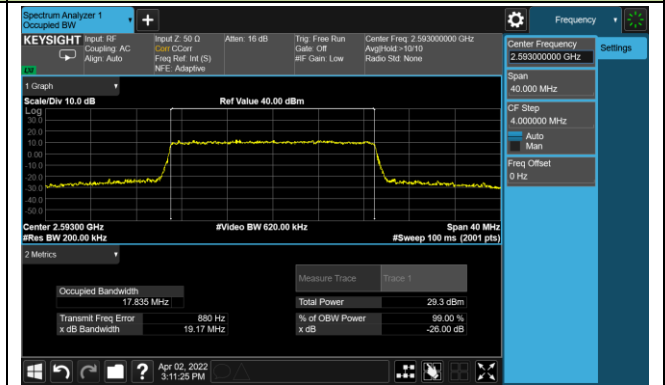 Spectrum Analyzer 1
Occupied BW
+
Frequency
KEYSIGHT
Input: RF
Coupling: AC
Align: Auto
Input Z: 50 Ω
Corr CCorr
Freq Ref: Int (S)
NFE: Adaptive
Atten: 16 dB
Trig: Free Run
Gate: Off
#IF Gain: Low
Center Freq: 2.593000000 GHz
Avg|Hold:>10/10
Radio Std: None
LXI
Center Frequency
2.593000000 GHz
Settings
Span
40.000 MHz
CF Step
4.000000 MHz
Auto
Man
Freq Offset
0 Hz
1 Graph
Scale/Div 10.0 dB
Ref Value 40.00 dBm
Log
30.0
20.0
10.0
0.00
-10.0
-20.0
-30.0
-40.0
-50.0
Center 2.59300 GHz
#Video BW 620.00 kHz
Span 40 MHz
#Res BW 200.00 kHz
#Sweep 100 ms (2001 pts)
2 Metrics
Measure Trace
Trace 1
Occupied Bandwidth
17.835 MHz
Total Power
29.3 dBm
Transmit Freq Error
880 Hz
% of OBW Power
99.00 %
x dB Bandwidth
19.17 MHz
x dB
-26.00 dB
?
Apr 02, 2022
3:11:25 PM